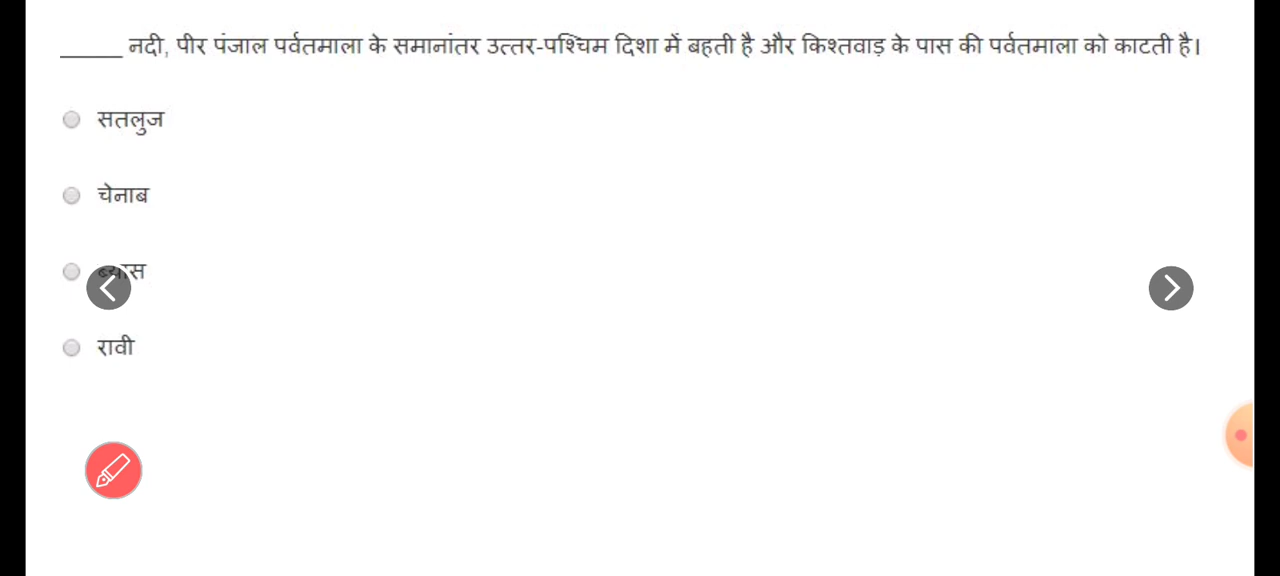 ______ नदी, पीर पंजाल पर्वतमाला के समानांतर उत्तर-पश्चिम दिशा में बहती है और किश्तवाड़ के पास की पर्वतमाला को काटती है।
सतलुज
चेनाब
ब्यास
रावी